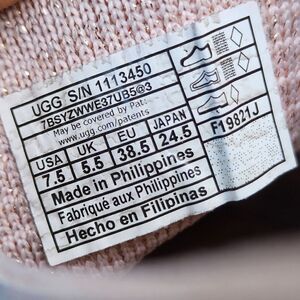 UGG S/N 1113450
7BSYZWWE37UB5@3
May be covered by Pat:
www.ugg.com/patents
USA UK EU JAPAN
7.5 5.5 38.5 24.5
Made in Philippines
Fabriqué aux Philippines
Hecho en Filipinas
F19821J